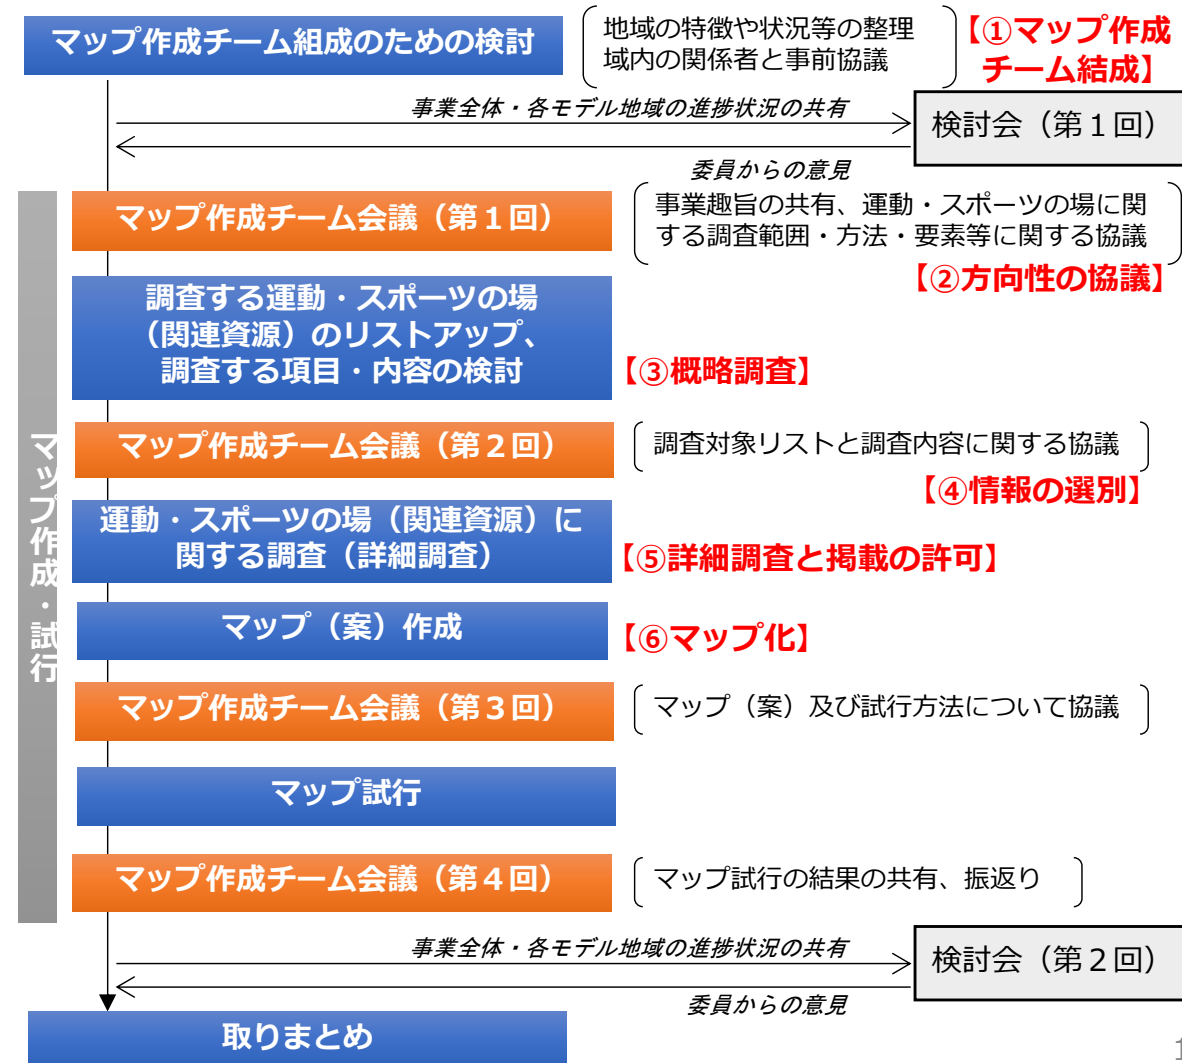 マップ作成チーム組成のための検討
地域の特徴や状況等の整理
域内の関係者と事前協議
【①マップ作成
チーム結成】
事業全体・各モデル地域の進捗状況の共有
検討会（第１回）
委員からの意見
マップ作成・試行
マップ作成チーム会議（第１回）
事業趣旨の共有、運動・スポーツの場に関
する調査範囲・方法・要素等に関する協議
【②方向性の協議】
調査する運動・スポーツの場
（関連資源）のリストアップ、
調査する項目・内容の検討
【③概略調査】
マップ作成チーム会議（第２回）
調査対象リストと調査内容に関する協議
【④情報の選別】
運動・スポーツの場（関連資源）に
関する調査（詳細調査）
【⑤詳細調査と掲載の許可】
マップ（案）作成
【⑥マップ化】
マップ作成チーム会議（第３回）
マップ（案）及び試行方法について協議
マップ試行
マップ作成チーム会議（第４回）
マップ試行の結果の共有、振返り
事業全体・各モデル地域の進捗状況の共有
検討会（第２回）
委員からの意見
取りまとめ